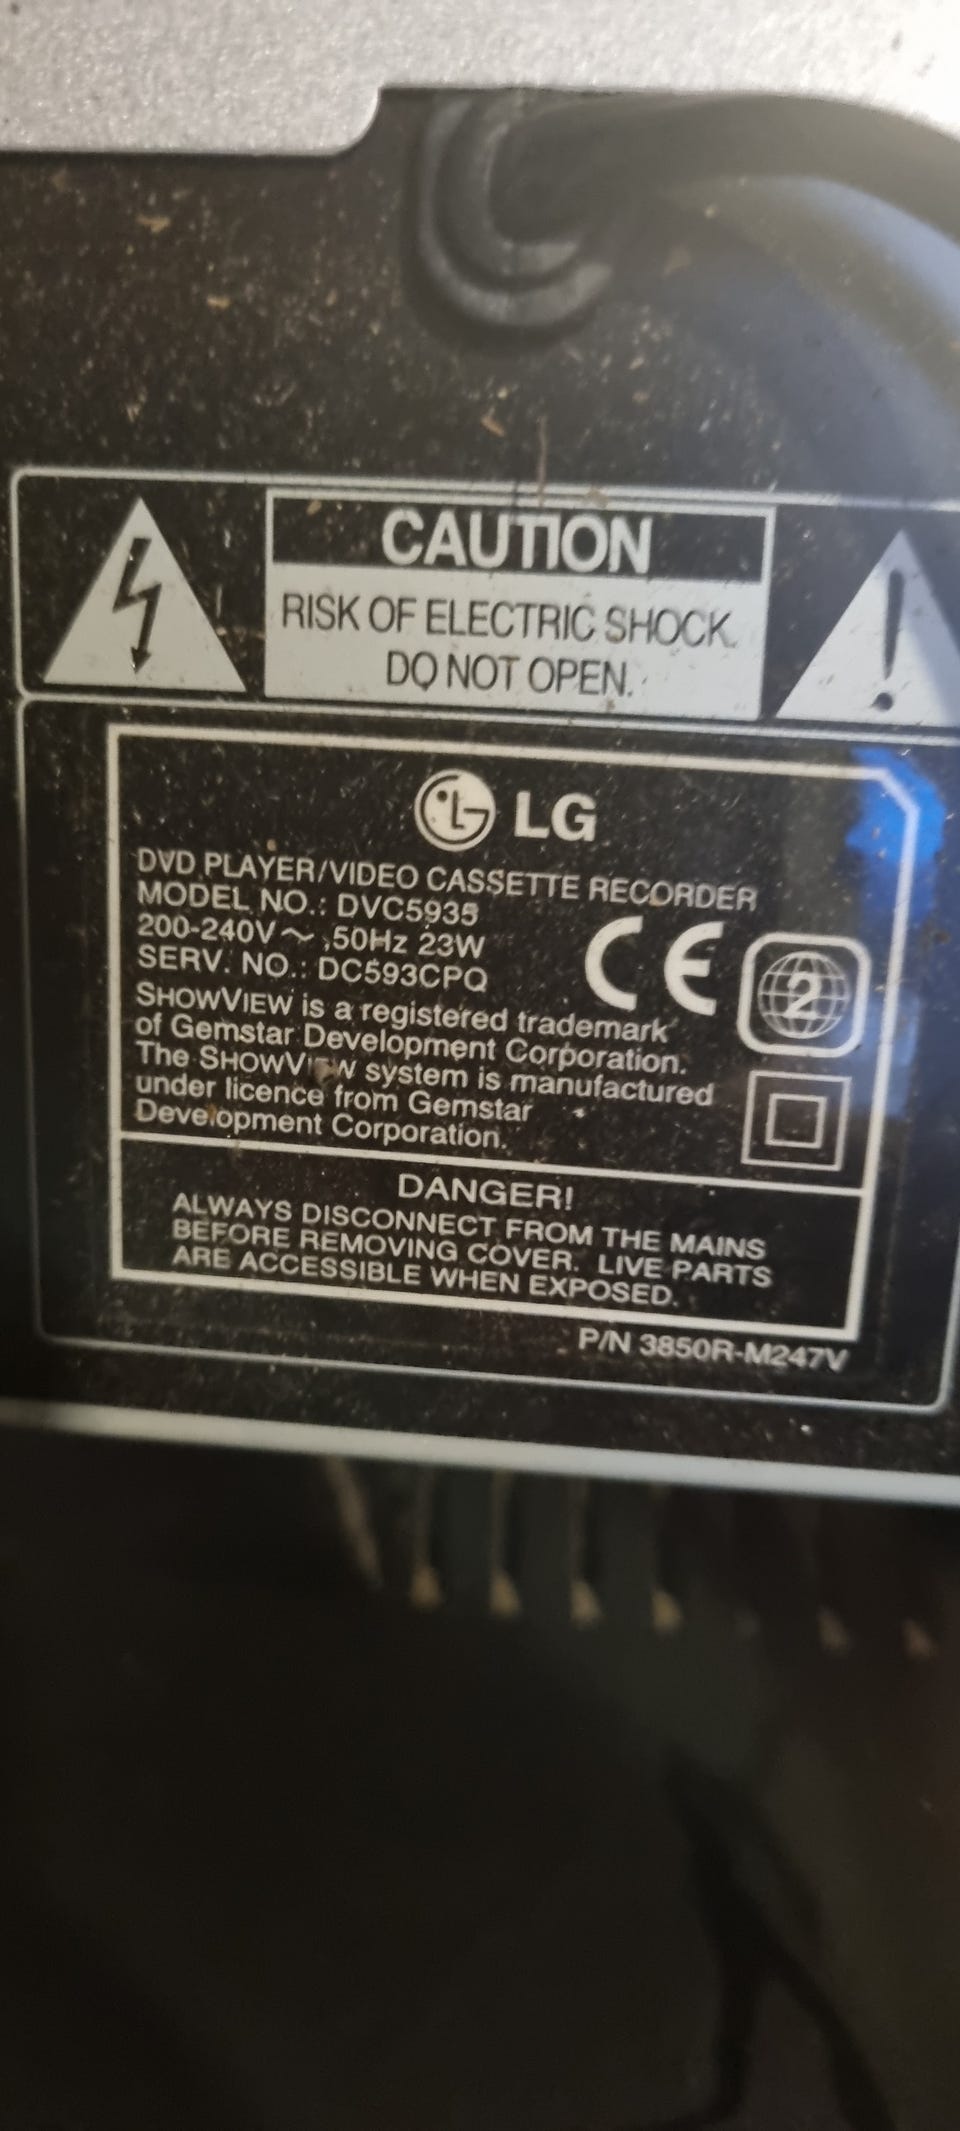 CAUTION
RISK OF ELECTRIC SHOCK.
DO NOT OPEN.
LG
DVD PLAYER/VIDEO CASSETTE RECORDER
MODEL NO.: DVC5935
200-240V～,50Hz 23W
SERV. NO.: DC593CPQ
CE
2
SHOWVIEW is a registered trademark
of Gemstar Development Corporation.
The SHOWVIEW system is manufactured
under licence from Gemstar
Development Corporation.
DANGER!
ALWAYS DISCONNECT FROM THE MAINS
BEFORE REMOVING COVER. LIVE PARTS
ARE ACCESSIBLE WHEN EXPOSED.
P/N 3850R-M247V